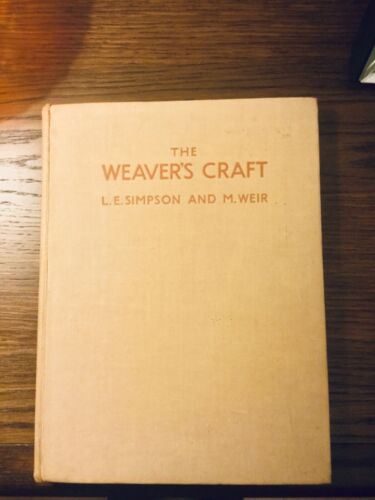 THE
WEAVER'S CRAFT
L.E.SIMPSON AND M.WEIR